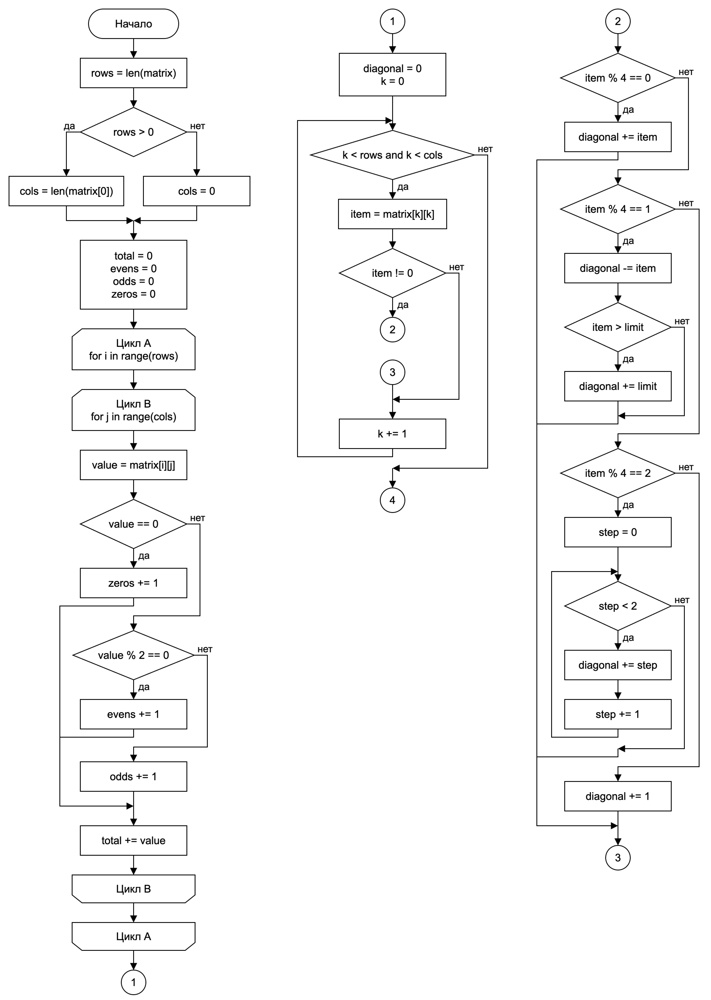 Начало
rows = len(matrix)
rows > 0
да
нет
cols = len(matrix[0])
cols = 0
total = 0
evens = 0
odds = 0
zeros = 0
Цикл A
for i in range(rows)
Цикл B
for j in range(cols)
value = matrix[i][j]
value == 0
нет
да
zeros += 1
value % 2 == 0
нет
да
evens += 1
odds += 1
total += value
Цикл B
Цикл A
1
1
diagonal = 0
k = 0
k < rows and k < cols
нет
да
item = matrix[k][k]
item != 0
нет
да
2
3
k += 1
4
2
item % 4 == 0
нет
да
diagonal += item
item % 4 == 1
нет
да
diagonal -= item
item > limit
нет
да
diagonal += limit
item % 4 == 2
нет
да
step = 0
step < 2
нет
да
diagonal += step
step += 1
diagonal += 1
3